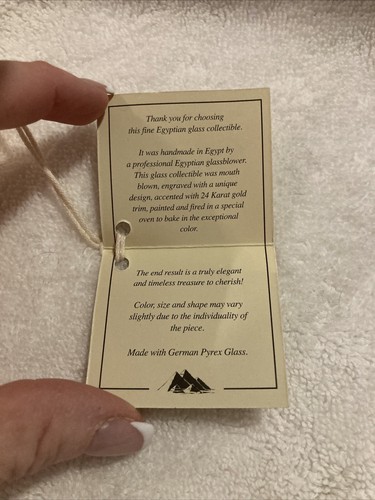 Thank you for choosing
this fine Egyptian glass collectible.
It was handmade in Egypt by
a professional Egyptian glassblower.
This glass collectible was mouth
blown, engraved with a unique
design, accented with 24 Karat gold
trim, painted and fired in a special
oven to bake in the exceptional
color.
The end result is a truly elegant
and timeless treasure to cherish!
Color, size and shape may vary
slightly due to the individuality of
the piece.
Made with German Pyrex Glass.